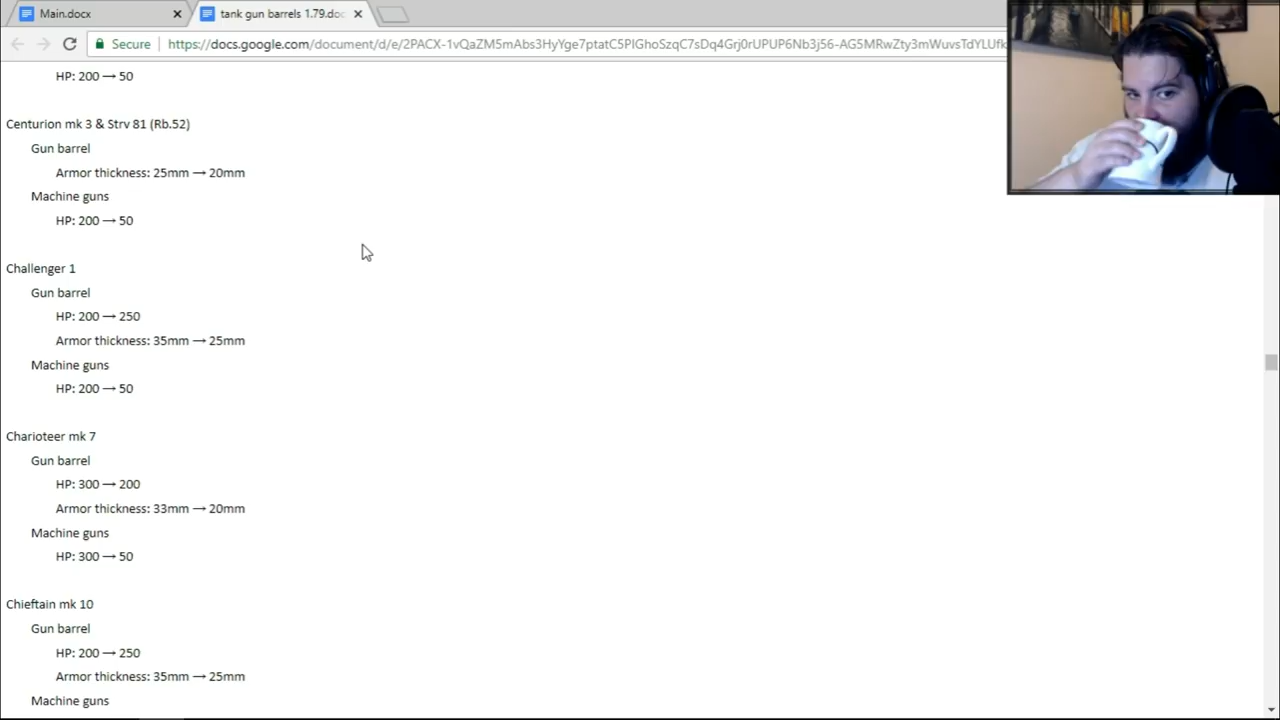 Main.docx
tank gun barrels 1.79.doc
Secure
https://docs.google.com/document/d/e/2PACX-1vQaZM5mAbs3HyYge7ptatC5PIGhoSzqC7sDq4Grj0rUPUP6Nb3j56-AG5MRwZty3mWuvsTdYLUfk
HP: 200 → 50
Centurion mk 3 & Strv 81 (Rb.52)
Gun barrel
Armor thickness: 25mm → 20mm
Machine guns
HP: 200 → 50
Challenger 1
Gun barrel
HP: 200 → 250
Armor thickness: 35mm → 25mm
Machine guns
HP: 200 → 50
Charioteer mk 7
Gun barrel
HP: 300 → 200
Armor thickness: 33mm → 20mm
Machine guns
HP: 300 → 50
Chieftain mk 10
Gun barrel
HP: 200 → 250
Armor thickness: 35mm → 25mm
Machine guns